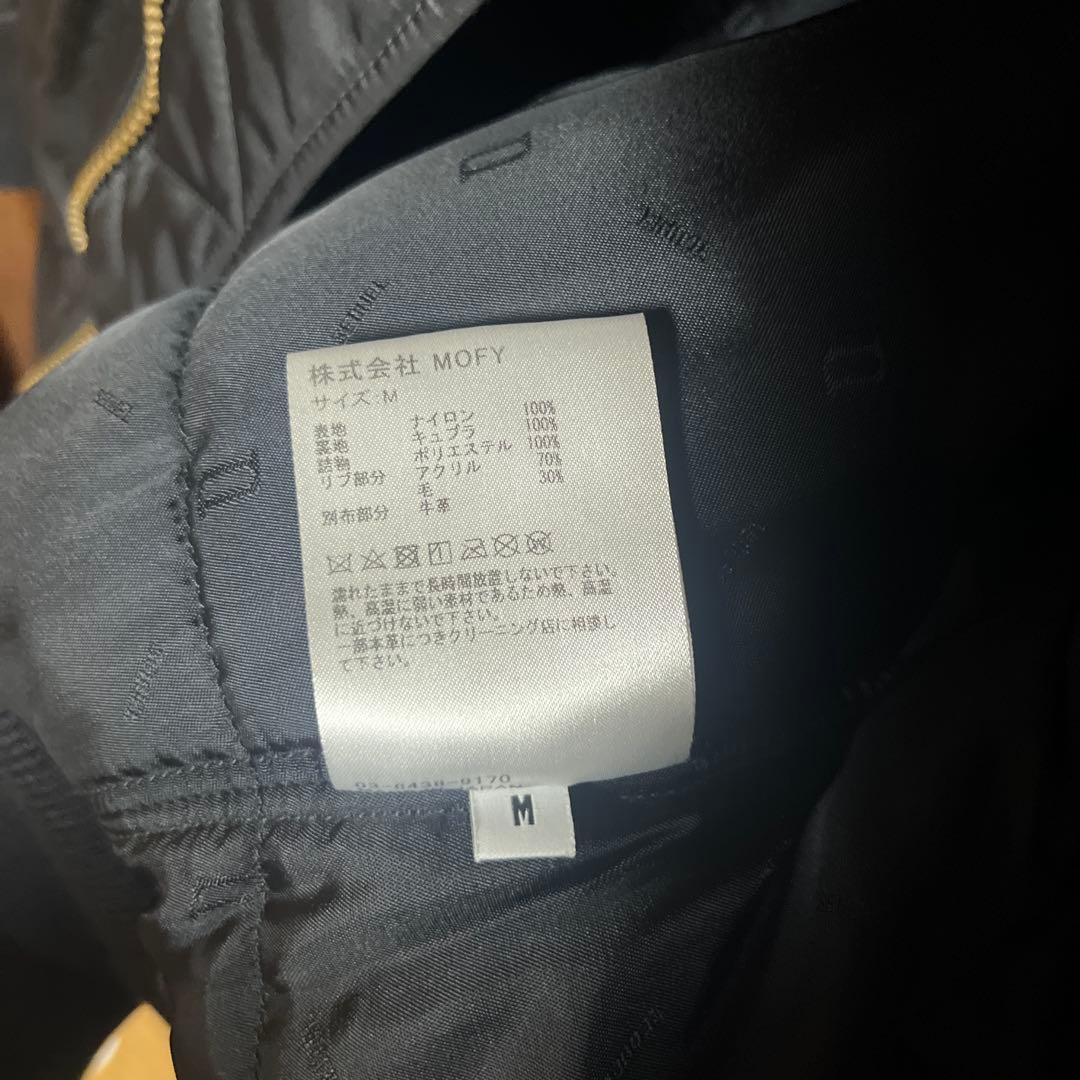 株式会社 MOFY
サイズ M
表地 ナイロン 100%
裏地 キュプラ 100%
詰物 ポリエステル 100%
リブ部分 アクリル 70%
毛 30%
別布部分 牛革
濡れたままで長時間放置しないで下さい。
熱、高温に弱い素材であるため熱、高温
に近づけないで下さい。
一部本革につきクリーニング店に相談し
て下さい。
03-6438-9170
M